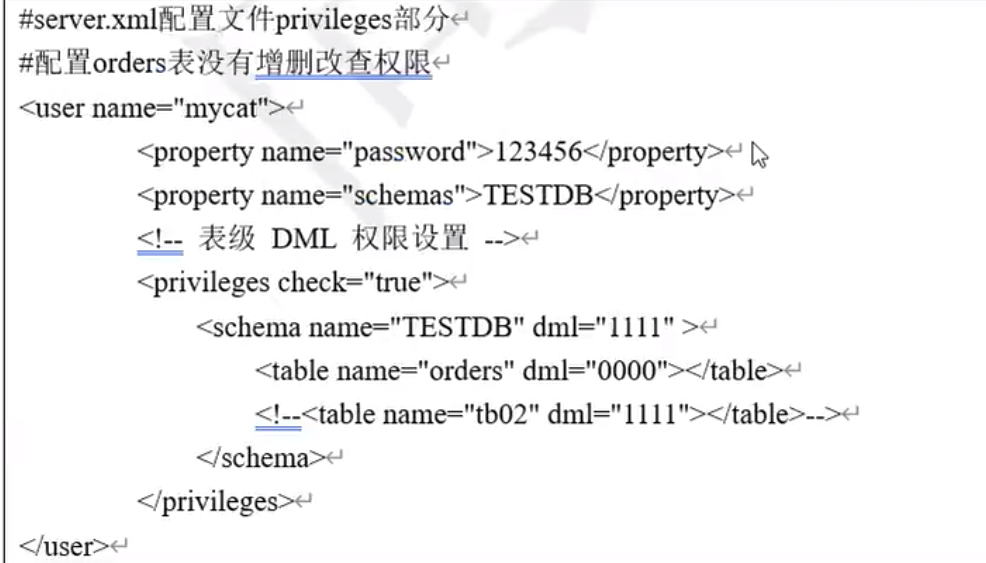 #server.xml配置文件privileges部分↵
#配置orders表没有增删改查权限↵
<user name="mycat">↵
<property name="password">123456</property>↵
<property name="schemas">TESTDB</property>↵
<!-- 表级 DML 权限设置 -->↵
<privileges check="true">↵
<schema name="TESTDB" dml="1111" >↵
<table name="orders" dml="0000"></table>↵
<!--<table name="tb02" dml="1111"></table>-->↵
</schema>↵
</privileges>↵
</user>↵